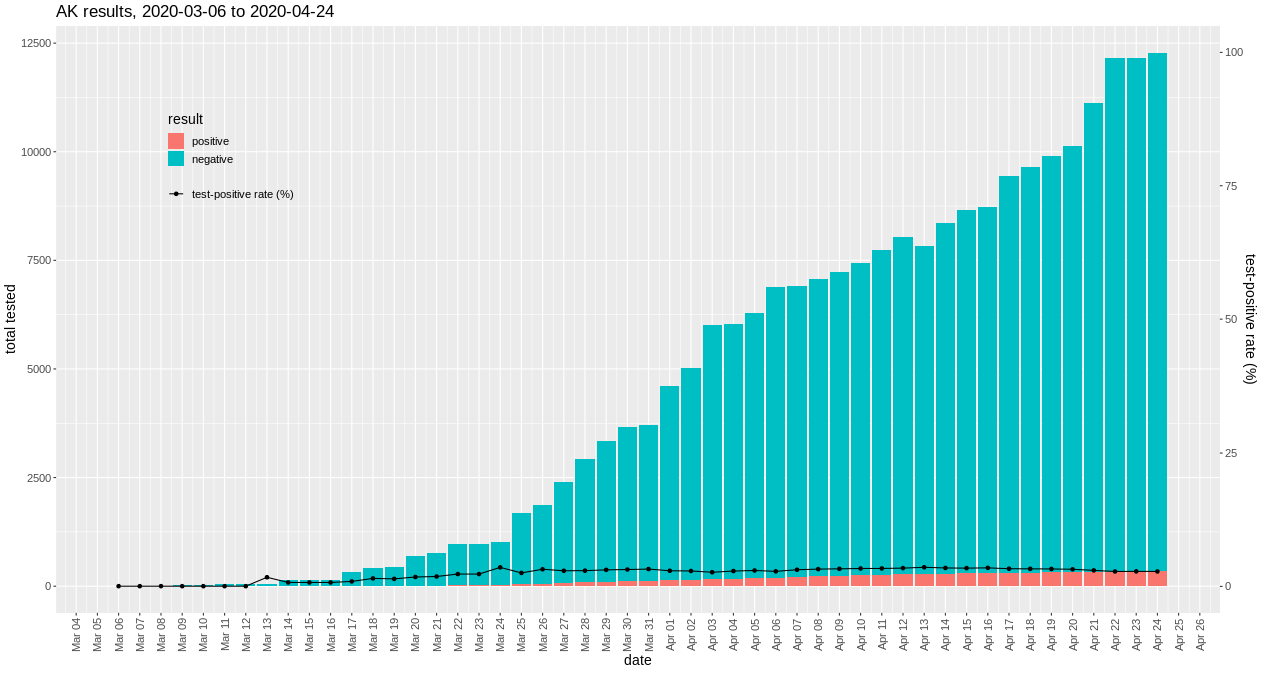 AK results, 2020-03-06 to 2020-04-24
12500
10000
7500
5000
2500
0
total tested
result
positive
negative
test-positive rate (%)
100
75
50
25
0
test-positive rate (%)
Mar 04
Mar 05
Mar 06
Mar 07
Mar 08
Mar 09
Mar 10
Mar 11
Mar 12
Mar 13
Mar 14
Mar 15
Mar 16
Mar 17
Mar 18
Mar 19
Mar 20
Mar 21
Mar 22
Mar 23
Mar 24
Mar 25
Mar 26
Mar 27
Mar 28
Mar 29
Mar 30
Mar 31
Apr 01
Apr 02
Apr 03
Apr 04
Apr 05
Apr 06
Apr 07
Apr 08
Apr 09
Apr 10
Apr 11
Apr 12
Apr 13
Apr 14
Apr 15
Apr 16
Apr 17
Apr 18
Apr 19
Apr 20
Apr 21
Apr 22
Apr 23
Apr 24
Apr 25
Apr 26
date